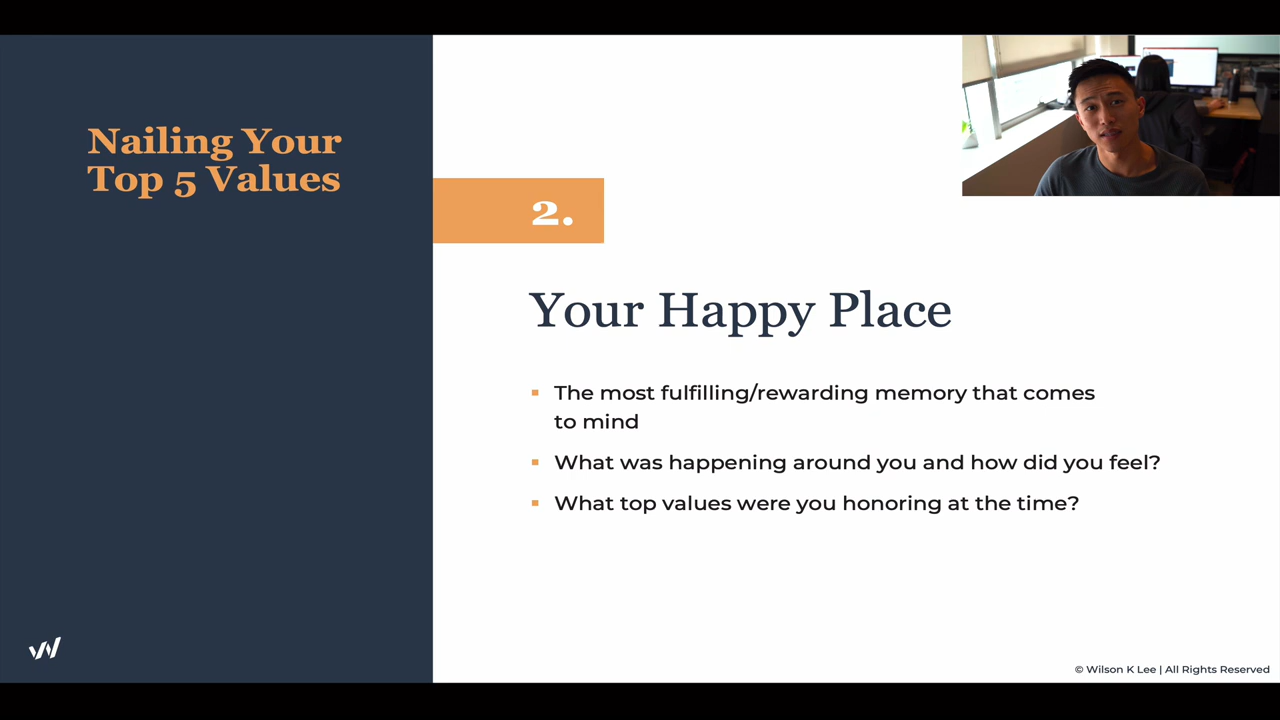 Nailing Your
Top 5 Values
2.
Your Happy Place
The most fulfilling/rewarding memory that comes
to mind
What was happening around you and how did you feel?
What top values were you honoring at the time?
© Wilson K Lee | All Rights Reserved